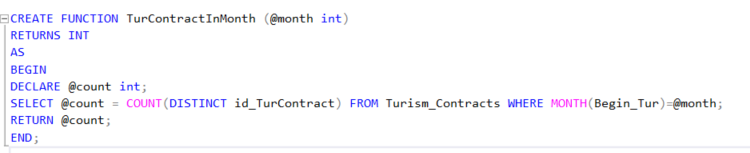 CREATE FUNCTION TurContractInMonth (@month int)
RETURNS INT
AS
BEGIN
DECLARE @count int;
SELECT @count = COUNT(DISTINCT id_TurContract) FROM Turism_Contracts WHERE MONTH(Begin_Tur)=@month;
RETURN @count;
END;